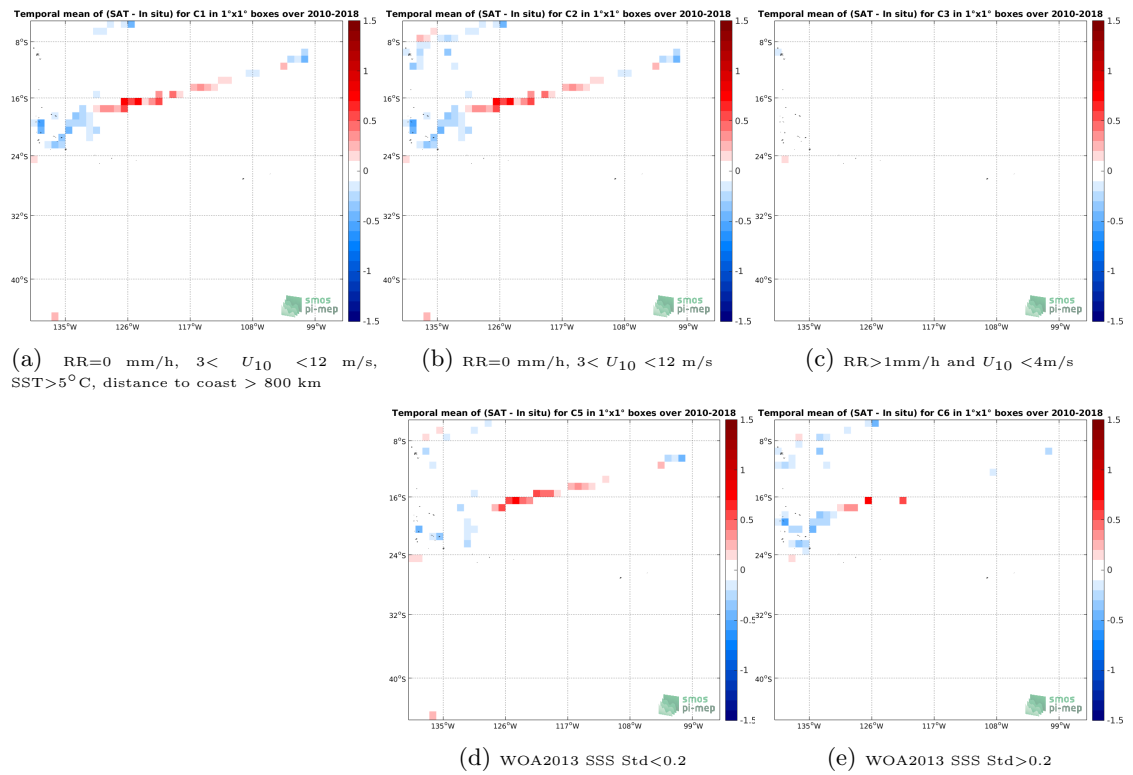 Temporal mean of (SAT - In situ) for C1 in 1°x1° boxes over 2010-2018
8°S
16°S
24°S
32°S
40°S
135°W 126°W 117°W 108°W 99°W
1.5
1
0.5
0
-0.5
-1
-1.5
smos
pi-mep
(a) RR=0 mm/h, 3< U10 <12 m/s,
SST>5°C, distance to coast > 800 km
Temporal mean of (SAT - In situ) for C2 in 1°x1° boxes over 2010-2018
8°S
16°S
24°S
32°S
40°S
135°W 126°W 117°W 108°W 99°W
1.5
1
0.5
0
-0.5
-1
-1.5
smos
pi-mep
(b) RR=0 mm/h, 3< U10 <12 m/s
Temporal mean of (SAT - In situ) for C3 in 1°x1° boxes over 2010-2018
8°S
16°S
24°S
32°S
40°S
135°W 126°W 117°W 108°W 99°W
1.5
1
0.5
0
-0.5
-1
-1.5
smos
pi-mep
(c) RR>1mm/h and U10 <4m/s
Temporal mean of (SAT - In situ) for C5 in 1°x1° boxes over 2010-2018
8°S
16°S
24°S
32°S
40°S
135°W 126°W 117°W 108°W 99°W
1.5
1
0.5
0
-0.5
-1
-1.5
smos
pi-mep
(d) WOA2013 SSS Std<0.2
Temporal mean of (SAT - In situ) for C6 in 1°x1° boxes over 2010-2018
8°S
16°S
24°S
32°S
40°S
135°W 126°W 117°W 108°W 99°W
1.5
1
0.5
0
-0.5
-1
-1.5
smos
pi-mep
(e) WOA2013 SSS Std>0.2